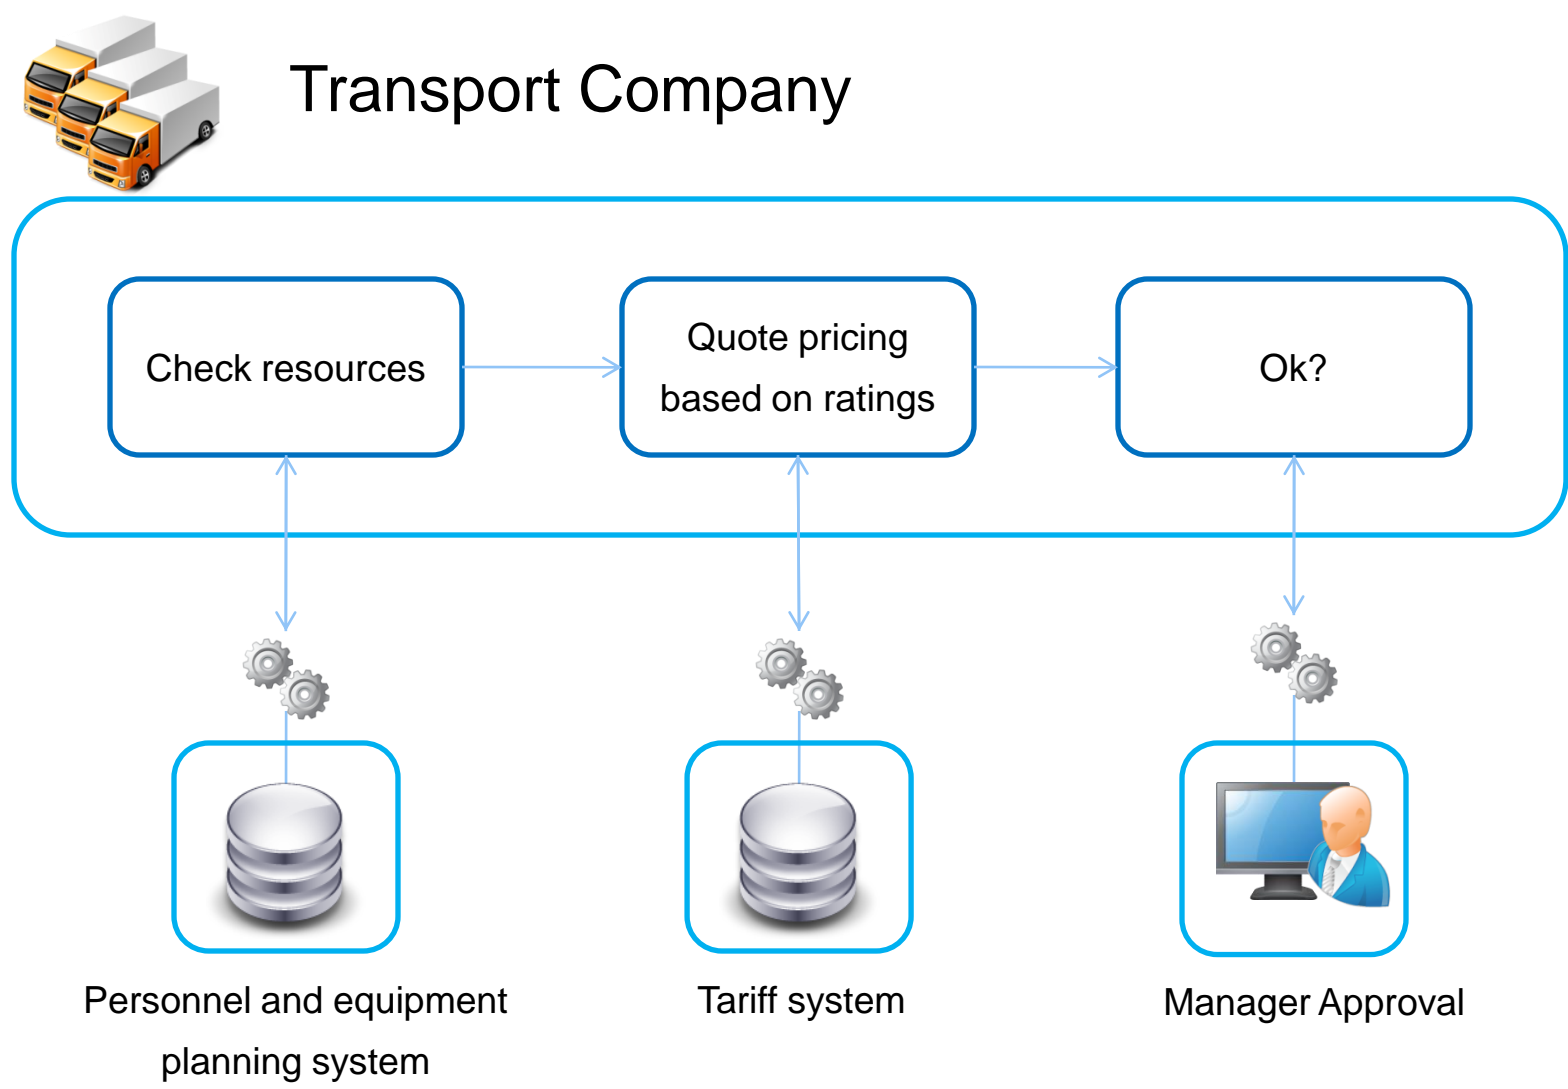 Transport Company
Check resources
Quote pricing
based on ratings
Ok?
Personnel and equipment
planning system
Tariff system
Manager Approval